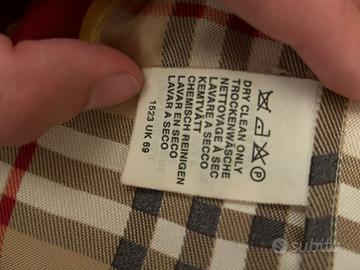 DRY CLEAN ONLY
TROCKENWÄSCHE
NETTOYAGE A SEC
LAVARE A SECCO
KEMTVÄTT
CHEMISCH REINIGEN
LAVAR EN SECO
LAVAR A SECO
1523 UK 69
P
subito